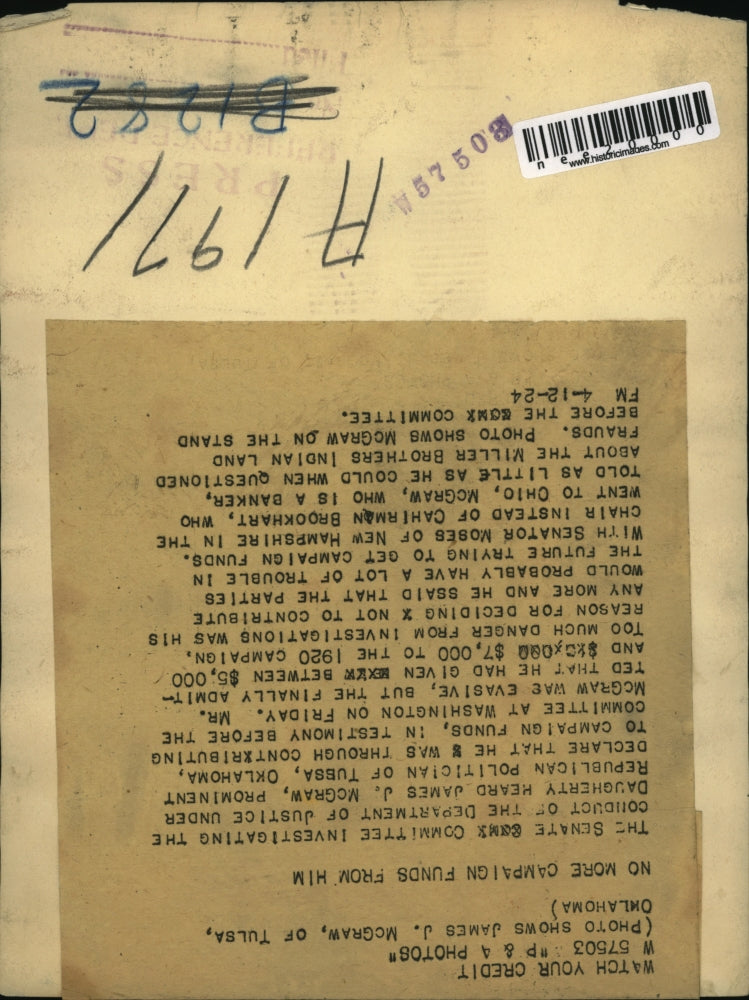 WATCH YOUR CREDIT
W 57503 "P & A PHOTOS"
(PHOTO SHOWS JAMES J. MCGRAW, OF TULSA,
OKLAHOMA)
NO MORE CAMPAIGN FUNDS FROM HIM
THE SENATE COMMITTEE INVESTIGATING THE
CONDUCT OF THE DEPARTMENT OF JUSTICE UNDER
DAUGHERTY HEARD JAMES J. MCGRAW, PROMINENT
REPUBLICAN POLITICIAN OF TUBSA, OKLAHOMA,
DECLARE THAT HE WAS THROUGH CONTRIBUTING
TO CAMPAIGN FUNDS, IN TESTIMONY BEFORE THE
COMMITTEE AT WASHINGTON ON FRIDAY. MR.
MCGRAW WAS EVASIVE, BUT THE FINALLY ADMIT-
TED THAT HE HAD GIVEN BETWEEN $5,000
AND $7,000 TO THE 1920 CAMPAIGN.
TOO MUCH DANGER FROM INVESTIGATIONS WAS HIS
REASON FOR DECIDING X NOT TO CONTRIBUTE
ANY MORE AND HE SSAID THAT THE PARTIES
WOULD PROBABLY HAVE A LOT OF TROUBLE IN
THE FUTURE TRYING TO GET CAMPAIGN FUNDS.
WITH SENATOR MOSES OF NEW HAMPSHIRE IN THE
CHAIR INSTEAD OF CAHIRMAN BROOKHART, WHO
WENT TO OHIO, MCGRAW, WHO IS A BANKER,
TOLD AS LITTLE AS HE COULD WHEN QUESTIONED
ABOUT THE MILLER BROTHERS INDIAN LAND
FRAUDS. PHOTO SHOWS MCGRAW ON THE STAND
BEFORE THE COMMITTEE.
FM 4-12-24
A 1971
W57503
PRESS
B1282
nee20000
www.historicimages.com